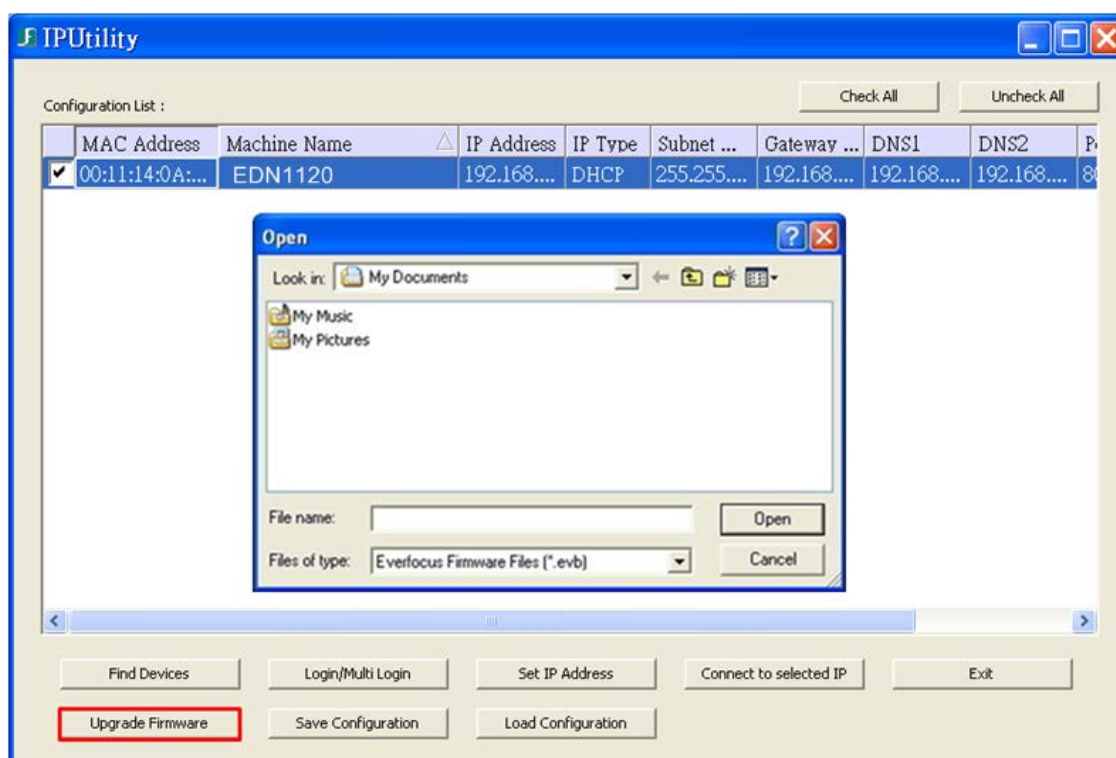 IPUtility
Configuration List :
Check All
Uncheck All
MAC Address Machine Name IP Address IP Type Subnet ... Gateway ... DNS1 DNS2
00:11:14:0A:... EDN1120 192.168.... DHCP 255.255.... 192.168.... 192.168.... 192.168....
Open
Look in: My Documents
My Music
My Pictures
File name:
Open
Files of type: Everfocus Firmware Files (*.evb)
Cancel
Find Devices Login/Multi Login Set IP Address Connect to selected IP Exit
Upgrade Firmware Save Configuration Load Configuration